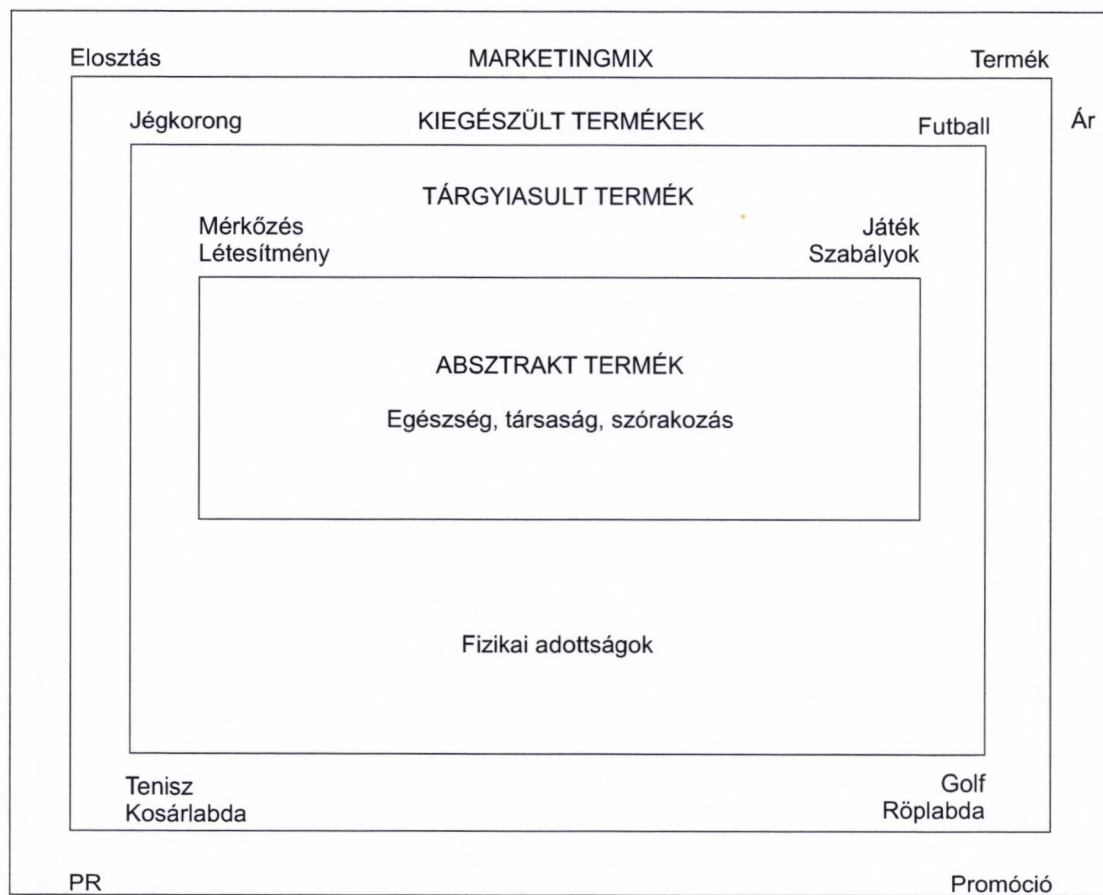 Elosztás MARKETINGMIX Termék
Jégkorong KIEGÉSZÜLT TERMÉKEK Futball Ár
TÁRGYIASULT TERMÉK
Mérkőzés Játék
Létesítmény Szabályok
ABSZTRAKT TERMÉK
Egészség, társaság, szórakozás
Fizikai adottságok
Tenisz Golf
Kosárlabda Röplabda
PR Promóció